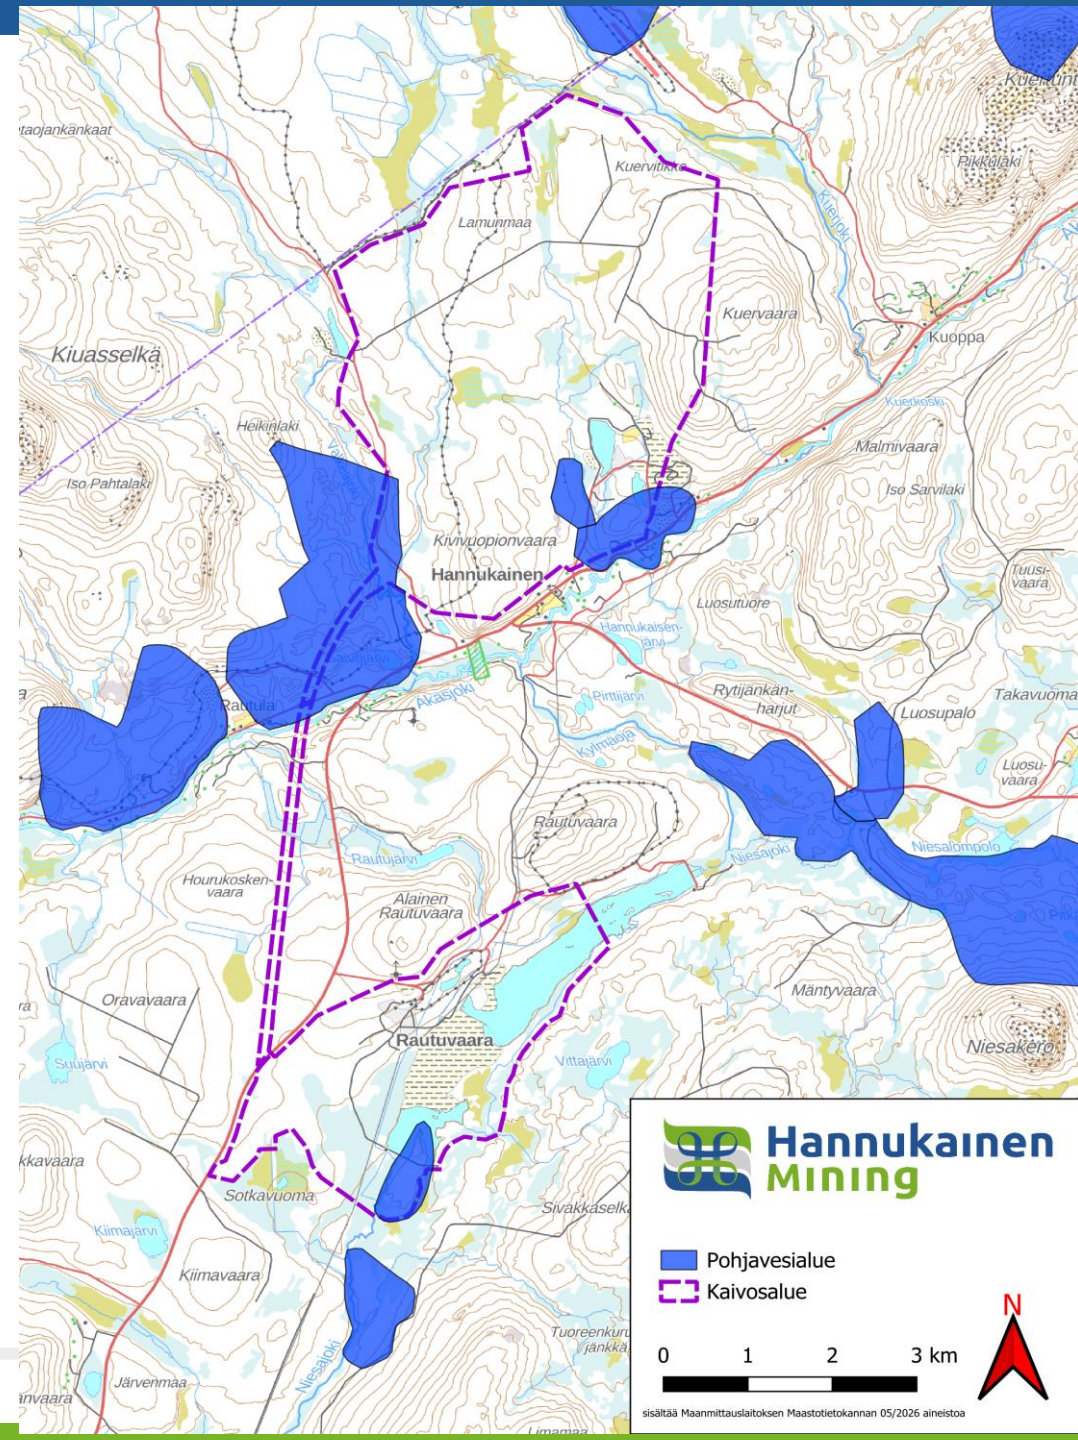 taojankänkaat
Kuervitikko
Pikkulaki
Lamunmaa
Kuerjoki
Kuervaara
Kuoppa
Kiuasselkä
Kuerkoski
Heikinlaki
Malmivaara
Iso Pahtalaki
Iso Sarvilaki
Kivivuopionvaara
Hannukainen
Tuusi-
vaara
Luosutuore
Hannukaisen-
järvi
Rautula
Äkäsjoki
Pirttijärvi
Rytijänkän-
harjut
Takavuoma
Luosupalo
Kylmäoja
Luosu-
vaara
Rautuvaara
Rautujärvi
Niesajoki
Niesalompolo
Hourukosken-
vaara
Alainen
Rautuvaara
Oravavaara
Mäntyvaara
Rautuvaara
Niesakero
Suujärvi
Vittajärvi
kkavaara
Sotkavuoma
Kiimajärvi
Kiimavaara
Niesajoki
Järvenmaa
anvaara
Hannukainen
Mining
Pohjavesialue
Kaivosalue
N
0 1 2 3 km
sisältää Maanmittauslaitoksen Maastotietokannan 05/2026 aineistoa